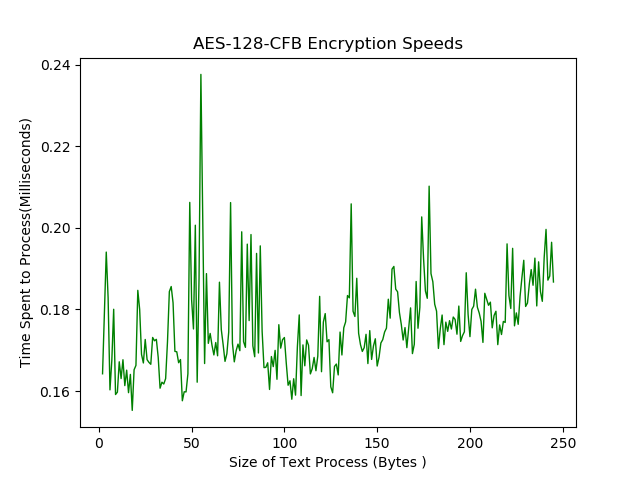 AES-128-CFB Encryption Speeds
0.24
0.22
0.20
0.18
0.16
Time Spent to Process(Milliseconds)
0 50 100 150 200 250
Size of Text Process (Bytes )